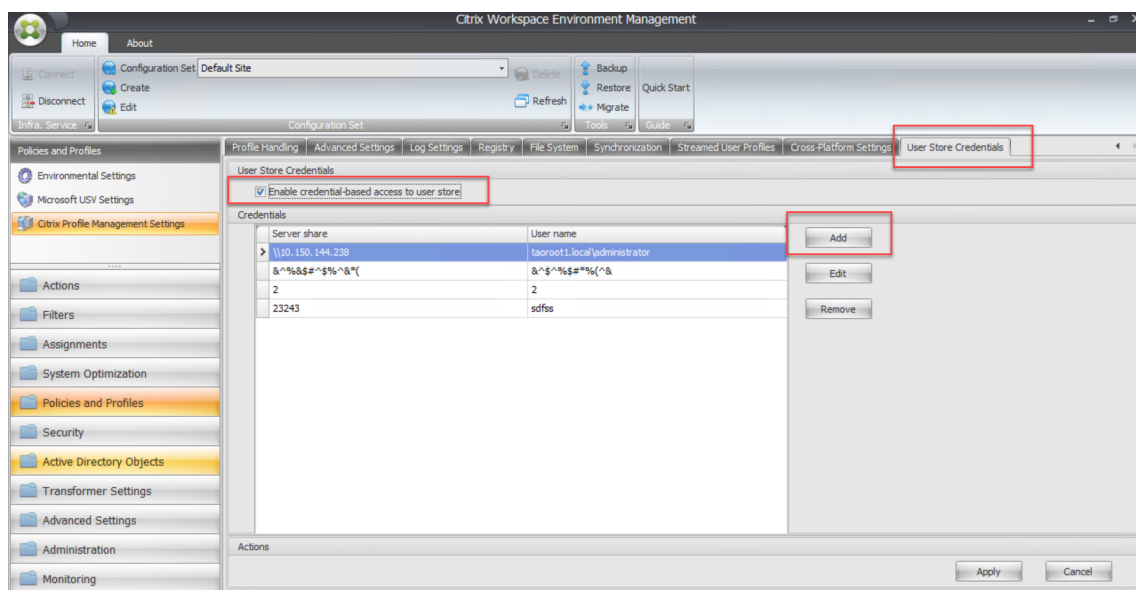 Citrix Workspace Environment Management
Home About
Connect
Disconnect
Infra. Service
Configuration Set Default Site
Create
Edit
Configuration Set
Delete
Refresh
Backup
Restore
Migrate
Tools
Quick Start
Guide
Policies and Profiles
Environmental Settings
Microsoft USV Settings
Citrix Profile Management Settings
Actions
Filters
Assignments
System Optimization
Policies and Profiles
Security
Active Directory Objects
Transformer Settings
Advanced Settings
Administration
Monitoring
Profile Handling Advanced Settings Log Settings Registry File System Synchronization Streamed User Profiles Cross-Platform Settings User Store Credentials
User Store Credentials
Enable credential-based access to user store
Credentials
Server share User name
\\10.150.144.238 taoroot1.local\administrator
&^%&$#^$%^&*( &^$^%$#*%(^&
2 2
23243 sdfss
Add
Edit
Remove
Actions
Apply Cancel